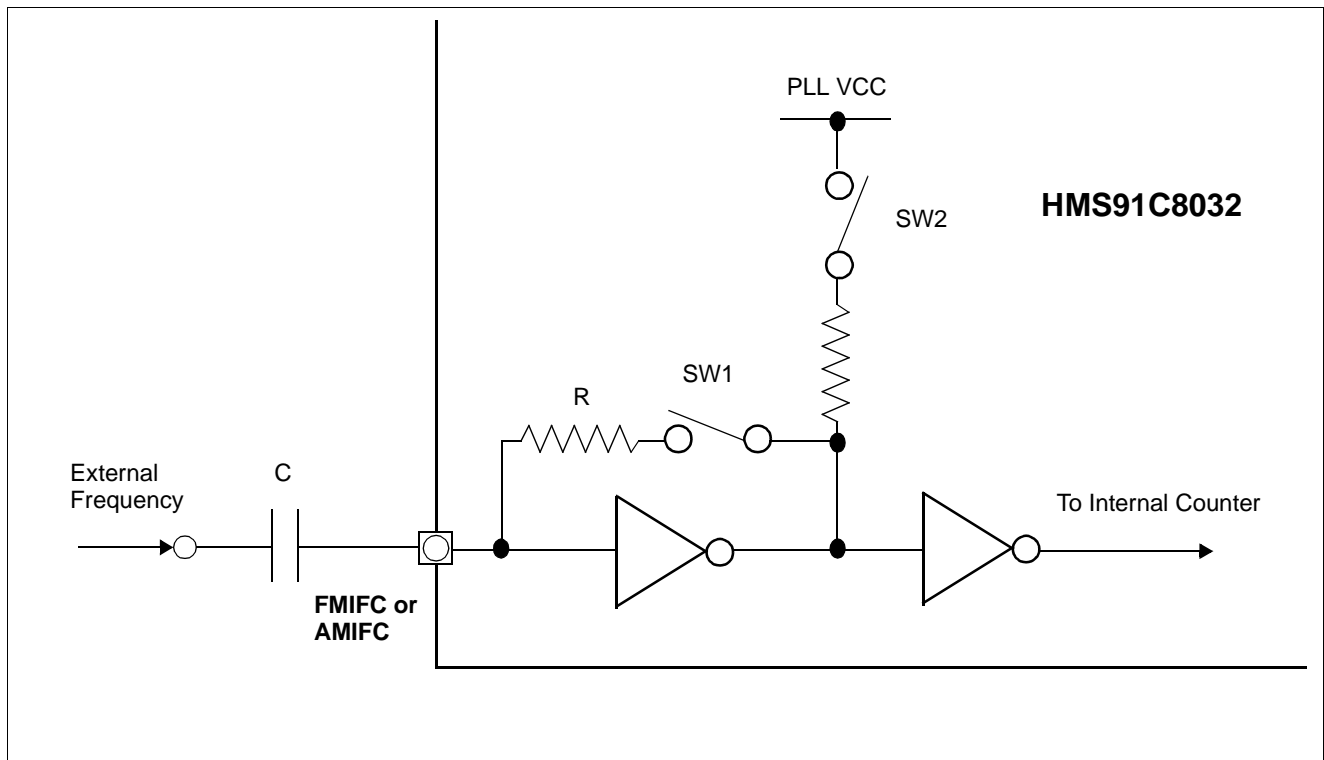 PLL VCC
SW2
HMS91C8032
SW1
R
External
Frequency
C
To Internal Counter
FMIFC or
AMIFC